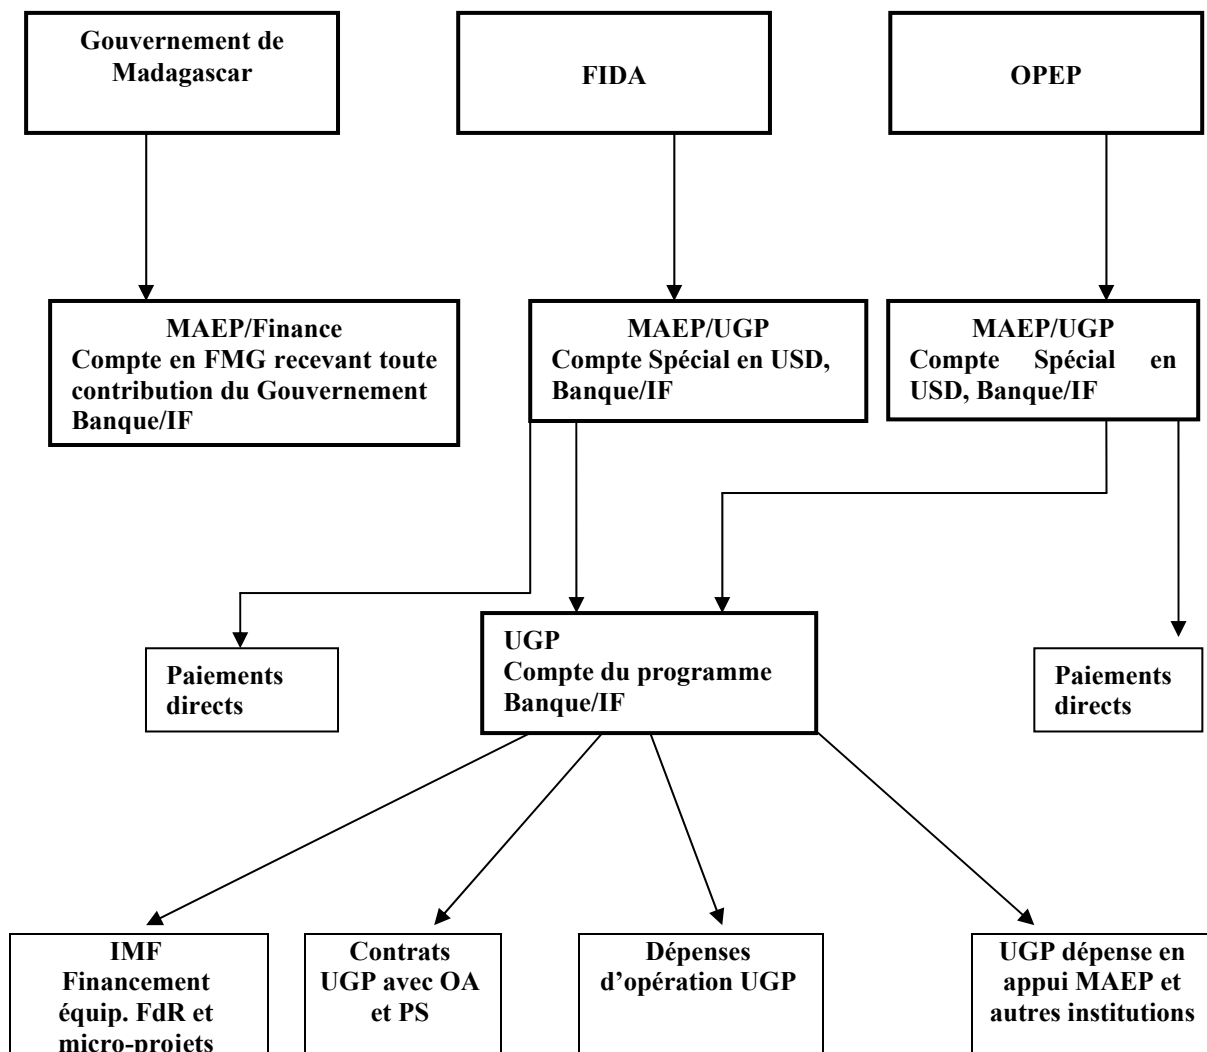 Gouvernement de
Madagascar
FIDA
OPEP
MAEP/Finance
Compte en FMG recevant toute
contribution du Gouvernement
Banque/IF
MAEP/UGP
Compte Spécial en USD,
Banque/IF
MAEP/UGP
Compte Spécial en
USD, Banque/IF
Paiements
directs
UGP
Compte du programme
Banque/IF
Paiements
directs
IMF
Financement
équip. FdR et
micro-projets
Contrats
UGP avec OA
et PS
Dépenses
d'opération UGP
UGP dépense en
appui MAEP et
autres institutions